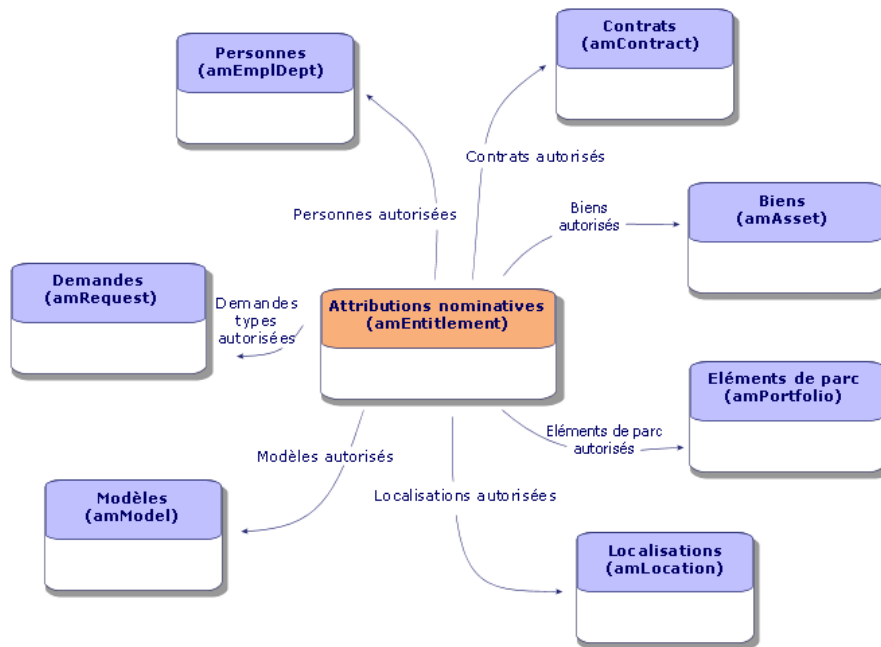 Contrats
(amContract)
Personnes
(amEmplDept)
Contrats autorisés
Personnes autorisées
Biens
(amAsset)
Biens
autorisés
Demandes
(amRequest)
Demandes
types
autorisées
Attributions nominatives
(amEntitlement)
Eléments de parc
(amPortfolio)
Eléments de parc
autorisés
Modèles autorisés
Localisations autorisées
Modèles
(amModel)
Localisations
(amLocation)